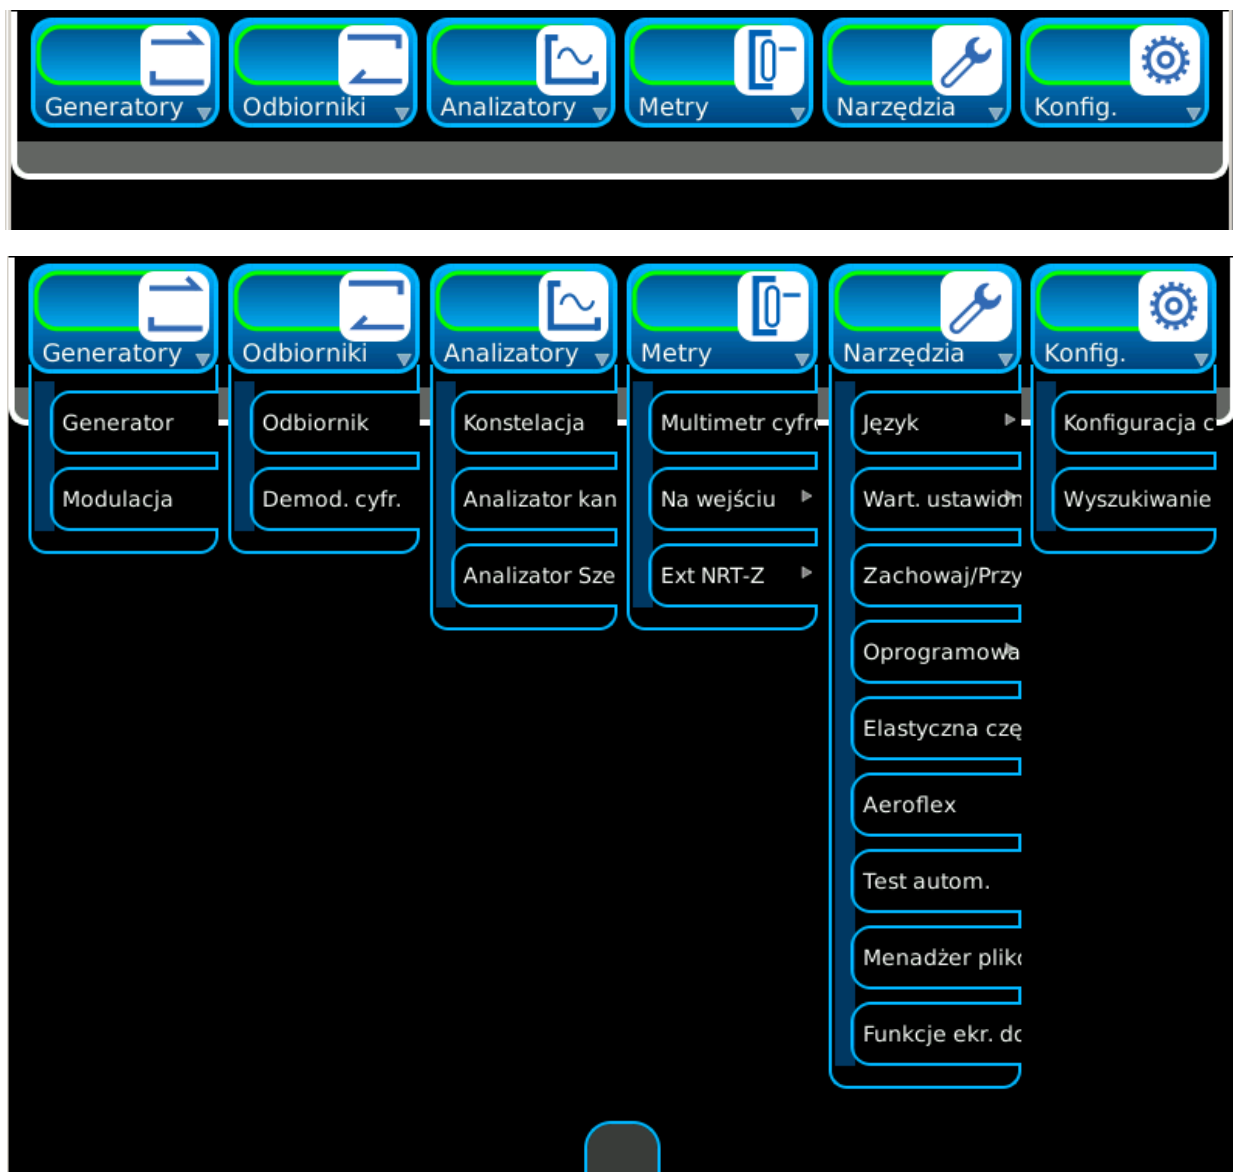 Generatory
Odbiorniki
Analizatory
Metry
Narzędzia
Konfig.
Generatory
Odbiorniki
Analizatory
Metry
Narzędzia
Konfig.
Generator
Modulacja
Odbiornik
Demod. cyfr.
Konstelacja
Analizator kan
Analizator Sze
Multimetr cyfr
Na wejściu
Ext NRT-Z
Język
Wart. ustawion
Zachowaj/Przy
Oprogramowa
Elastyczna czę
Aeroflex
Test autom.
Menadżer plik
Funkcje ekr. do
Konfiguracja c
Wyszukiwanie